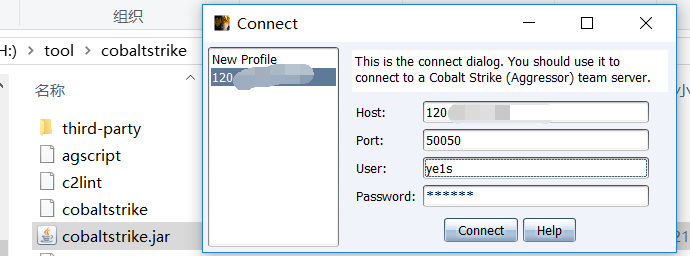 组织
H:)
tool
cobaltstrike
名称
third-party
agscript
c2lint
cobaltstrike
cobaltstrike.jar
Connect
New Profile
120
This is the connect dialog. You should use it to
connect to a Cobalt Strike (Aggressor) team server.
Host: 120
Port: 50050
User: ye1s
Password: ******
Connect Help
小
21